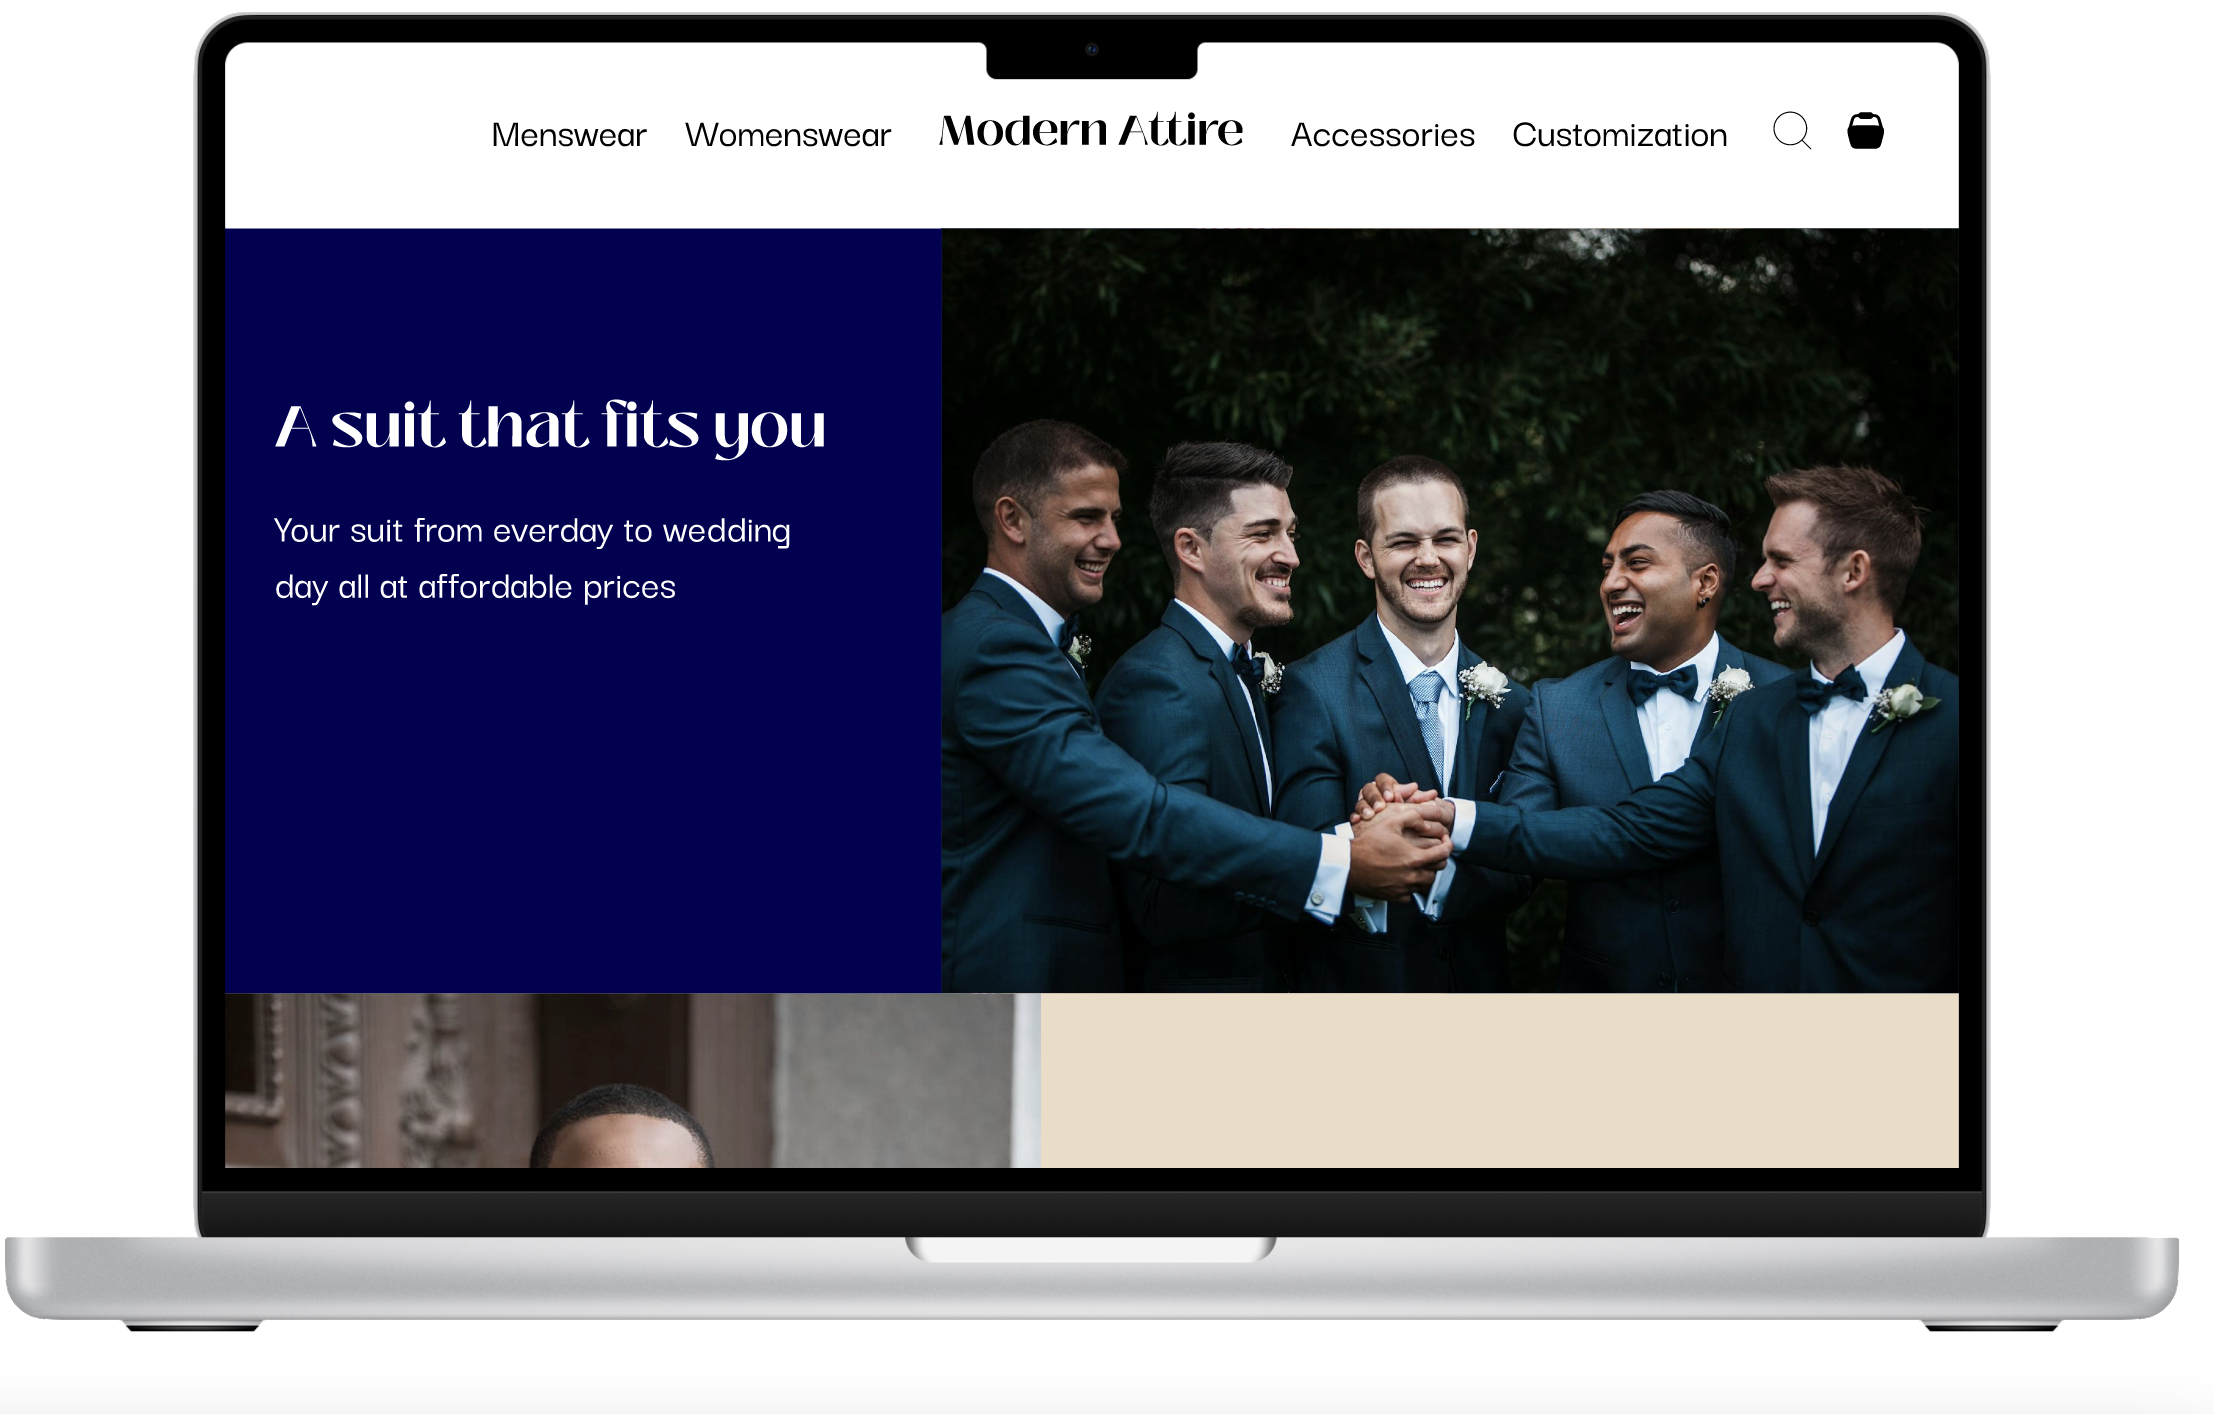 Menswear Womenswear Modern Attire Accessories Customization
A suit that fits you
Your suit from everday to wedding
day all at affordable prices